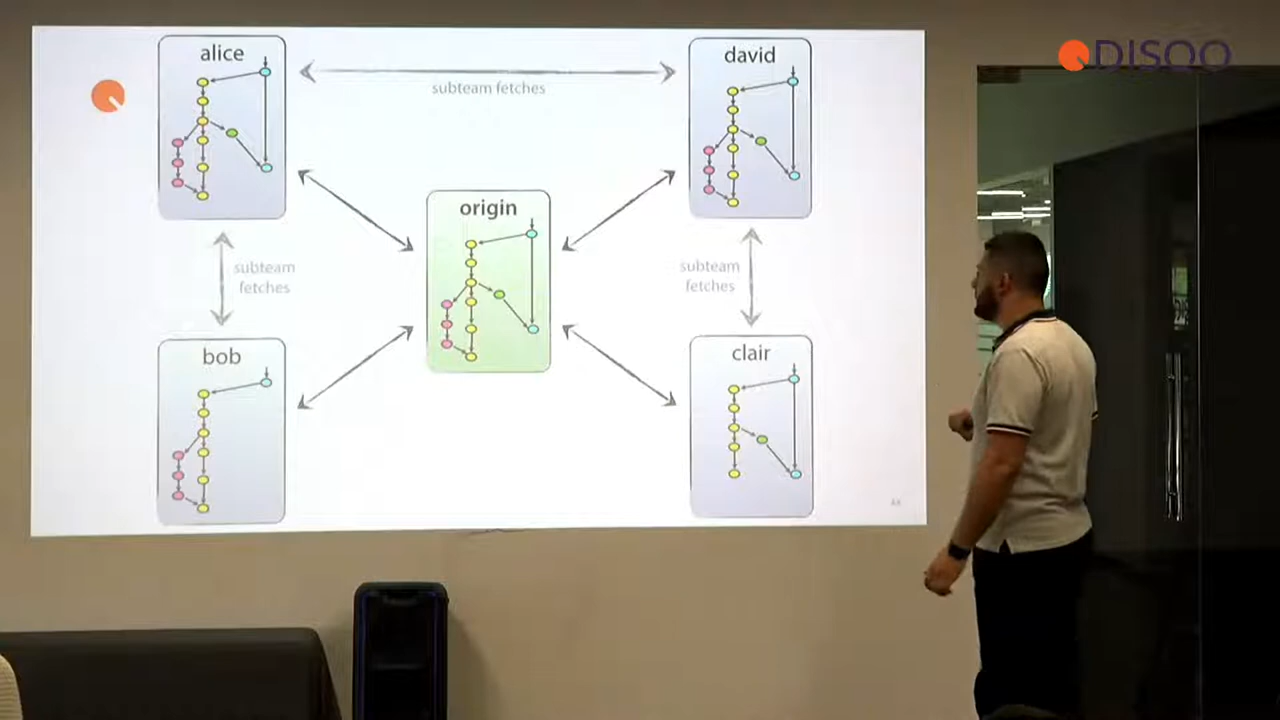 DISQO
alice
subteam fetches
david
origin
subteam
fetches
subteam
fetches
bob
clair